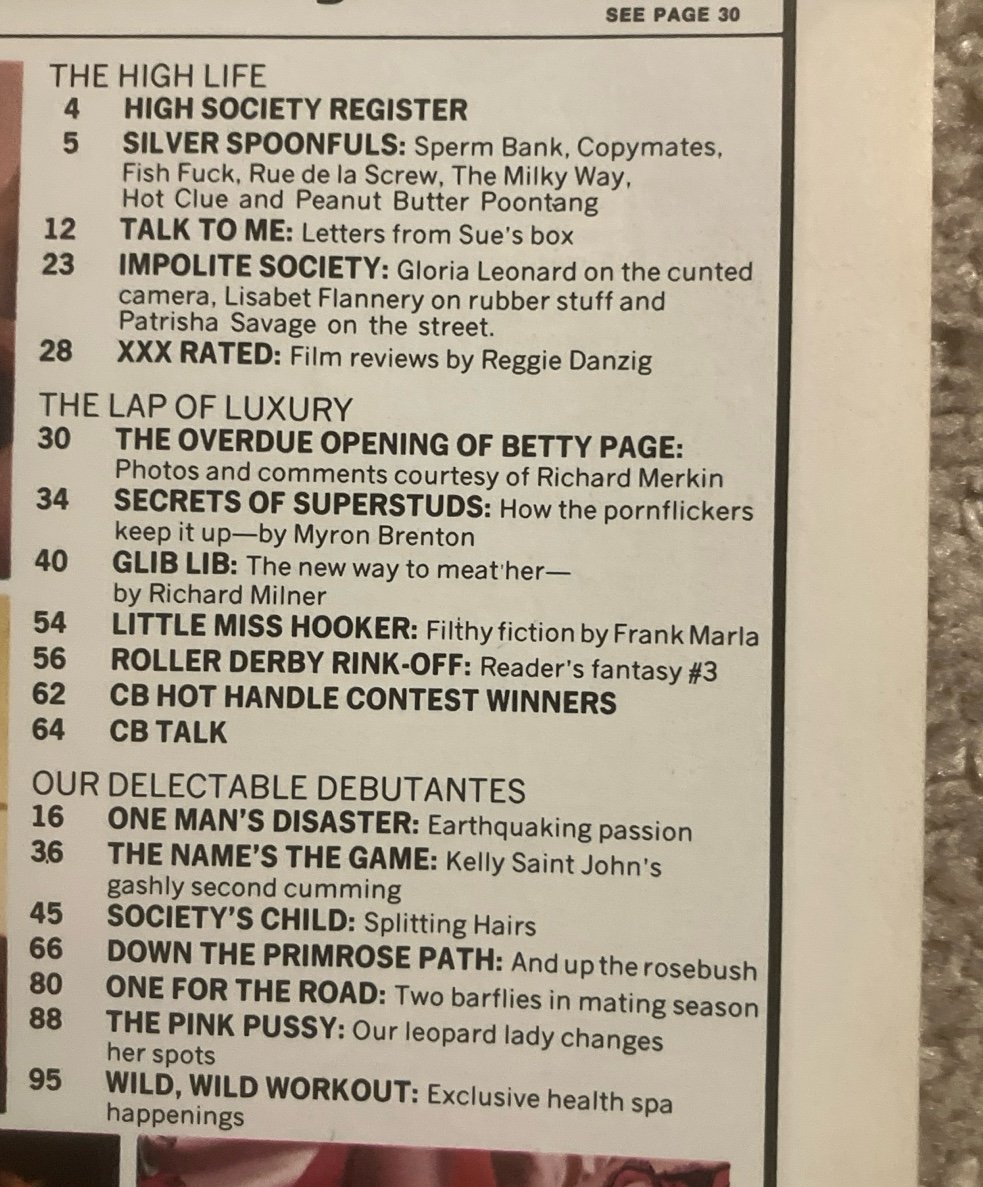 SEE PAGE 30
THE HIGH LIFE
4 HIGH SOCIETY REGISTER
5 SILVER SPOONFULS: Sperm Bank, Copymates,
Fish Fuck, Rue de la Screw, The Milky Way,
Hot Clue and Peanut Butter Poontang
12 TALK TO ME: Letters from Sue's box
23 IMPOLITE SOCIETY: Gloria Leonard on the cunted
camera, Lisabet Flannery on rubber stuff and
Patrisha Savage on the street.
28 XXX RATED: Film reviews by Reggie Danzig
THE LAP OF LUXURY
30 THE OVERDUE OPENING OF BETTY PAGE:
Photos and comments courtesy of Richard Merkin
34 SECRETS OF SUPERSTUDS: How the pornflickers
keep it up—by Myron Brenton
40 GLIB LIB: The new way to meat'her—
by Richard Milner
54 LITTLE MISS HOOKER: Filthy fiction by Frank Marla
56 ROLLER DERBY RINK-OFF: Reader's fantasy #3
62 CB HOT HANDLE CONTEST WINNERS
64 CB TALK
OUR DELECTABLE DEBUTANTES
16 ONE MAN'S DISASTER: Earthquaking passion
36 THE NAME'S THE GAME: Kelly Saint John's
gashly second cumming
45 SOCIETY'S CHILD: Splitting Hairs
66 DOWN THE PRIMROSE PATH: And up the rosebush
80 ONE FOR THE ROAD: Two barflies in mating season
88 THE PINK PUSSY: Our leopard lady changes
her spots
95 WILD, WILD WORKOUT: Exclusive health spa
happenings